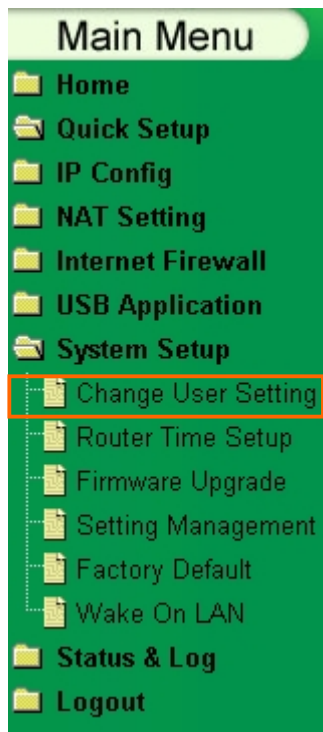 Main Menu
Home
Quick Setup
IP Config
NAT Setting
Internet Firewall
USB Application
System Setup
Change User Setting
Router Time Setup
Firmware Upgrade
Setting Management
Factory Default
Wake On LAN
Status & Log
Logout